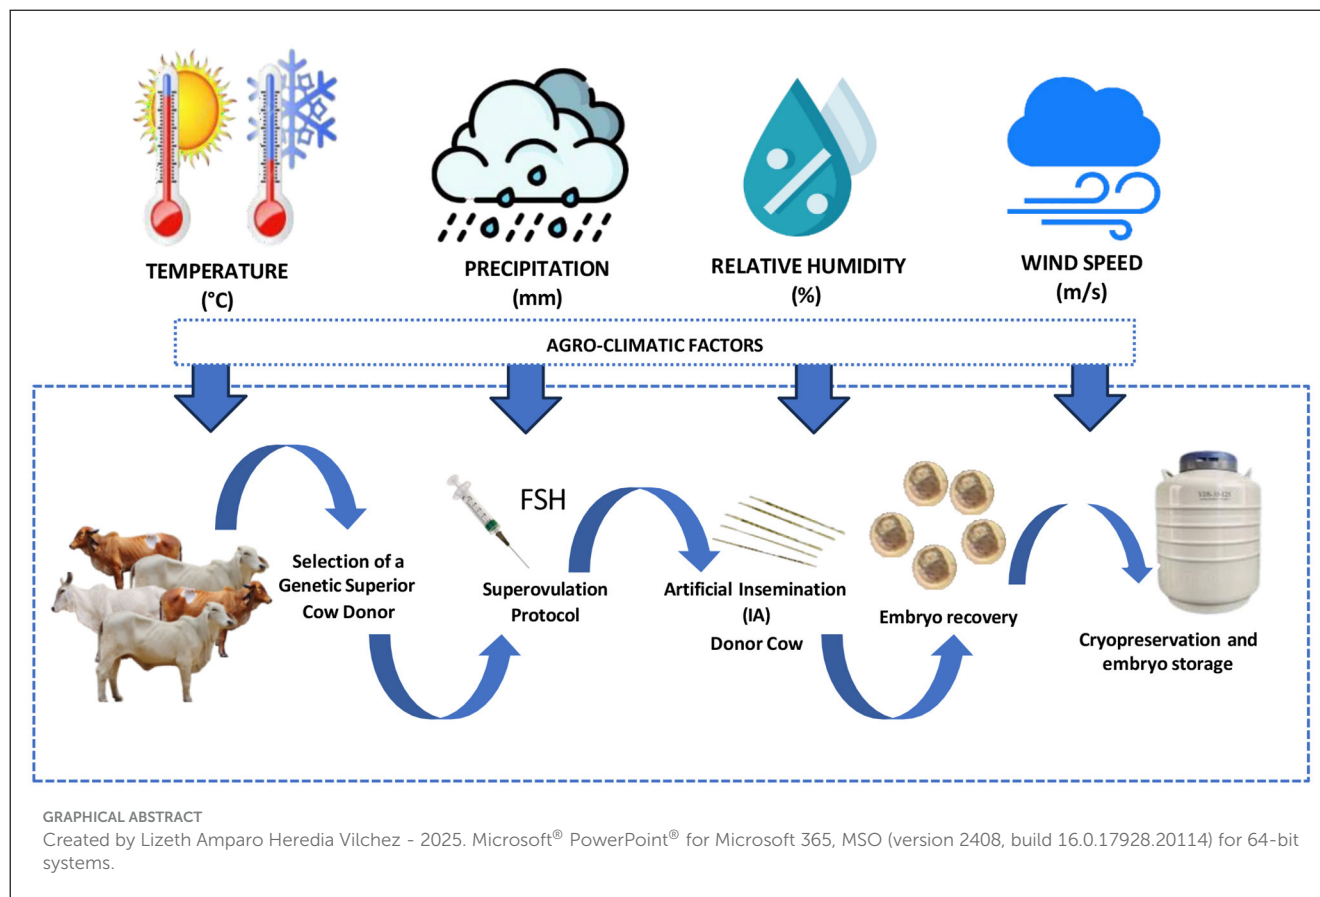 TEMPERATURE
(°C)
PRECIPITATION
(mm)
RELATIVE HUMIDITY
(%)
WIND SPEED
(m/s)
AGRO-CLIMATIC FACTORS
Selection of a
Genetic Superior
Cow Donor
FSH
Superovulation
Protocol
Artificial Insemination
(IA)
Donor Cow
Embryo recovery
Cryopreservation and
embryo storage
GRAPHICAL ABSTRACT
Created by Lizeth Amparo Heredia Vilchez - 2025. Microsoft® PowerPoint® for Microsoft 365, MSO (version 2408, build 16.0.17928.20114) for 64-bit
systems.